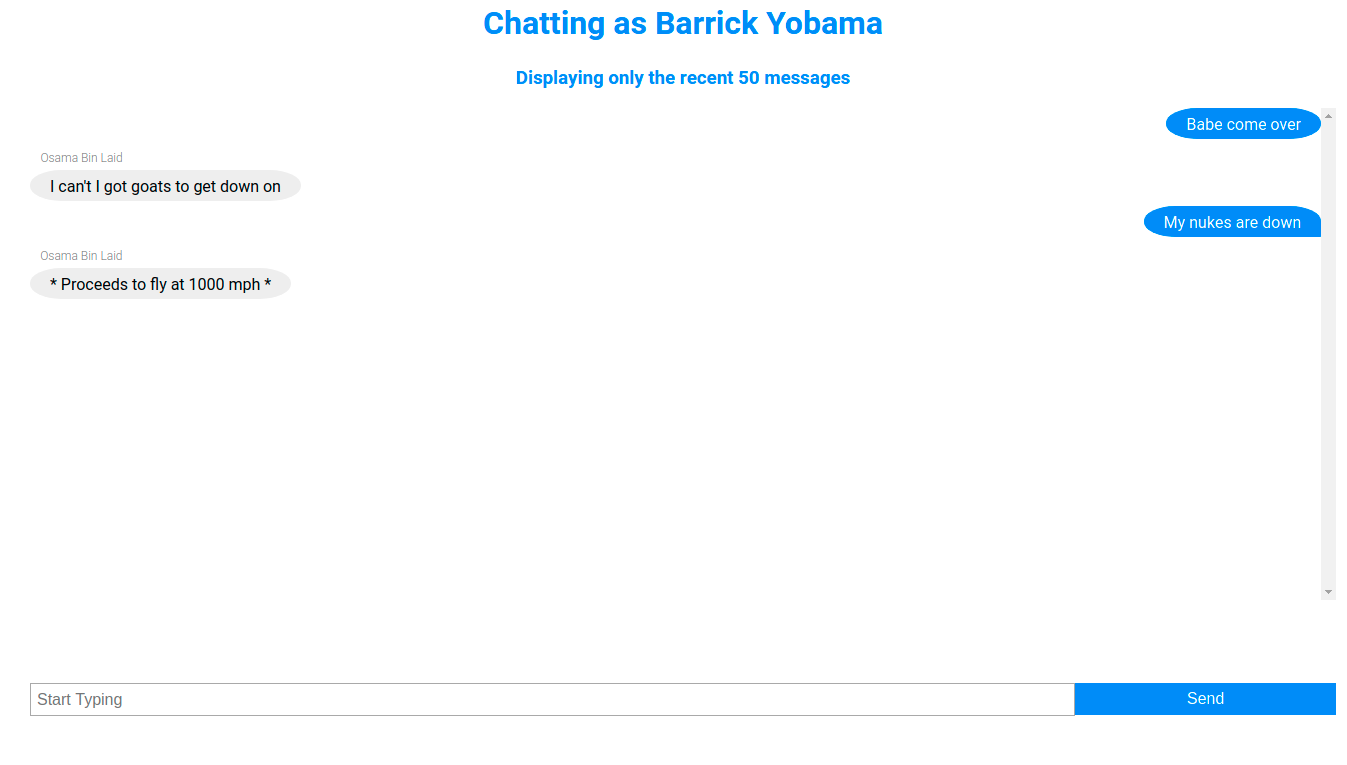 Chatting as Barrick Yobama
Displaying only the recent 50 messages
Babe come over
Osama Bin Laid
I can't I got goats to get down on
My nukes are down
Osama Bin Laid
* Proceeds to fly at 1000 mph *
Start Typing
Send